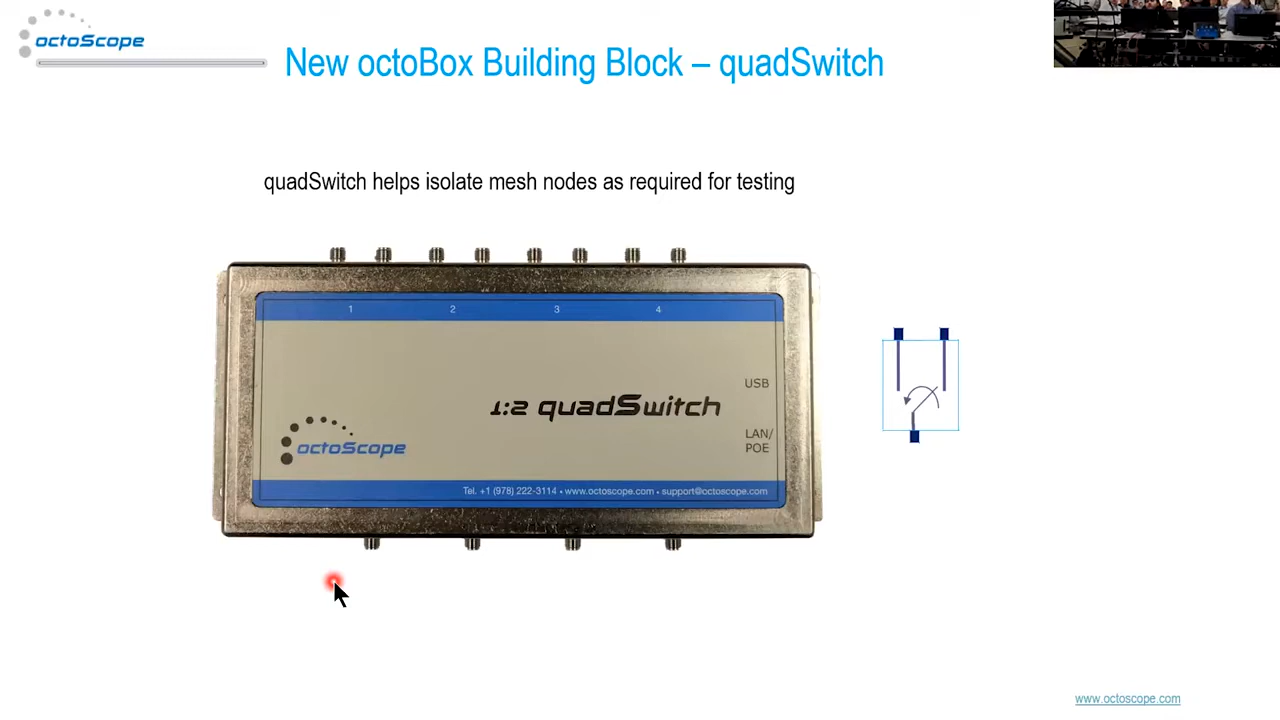 octoScope
New octoBox Building Block – quadSwitch
quadSwitch helps isolate mesh nodes as required for testing
1 2 3 4
USB
1:2 quadSwitch
LAN/
POE
octoScope
Tel. +1 (978) 222-3114 • www.octoscope.com • support@octoscope.com
www.octoscope.com